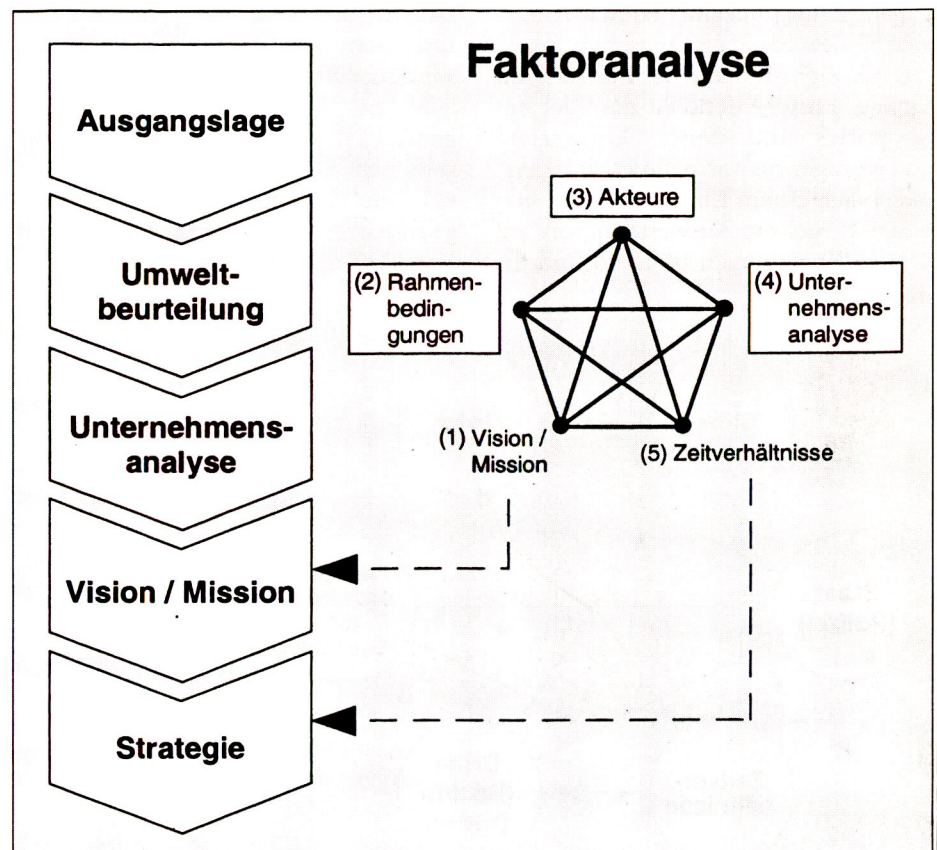 Faktoranalyse
Ausgangslage
Umwelt-
beurteilung
Unternehmens-
analyse
Vision / Mission
Strategie
(3) Akteure
(2) Rahmen-
bedin-
gungen
(4) Unter-
nehmens-
analyse
(1) Vision /
Mission
(5) Zeitverhältnisse